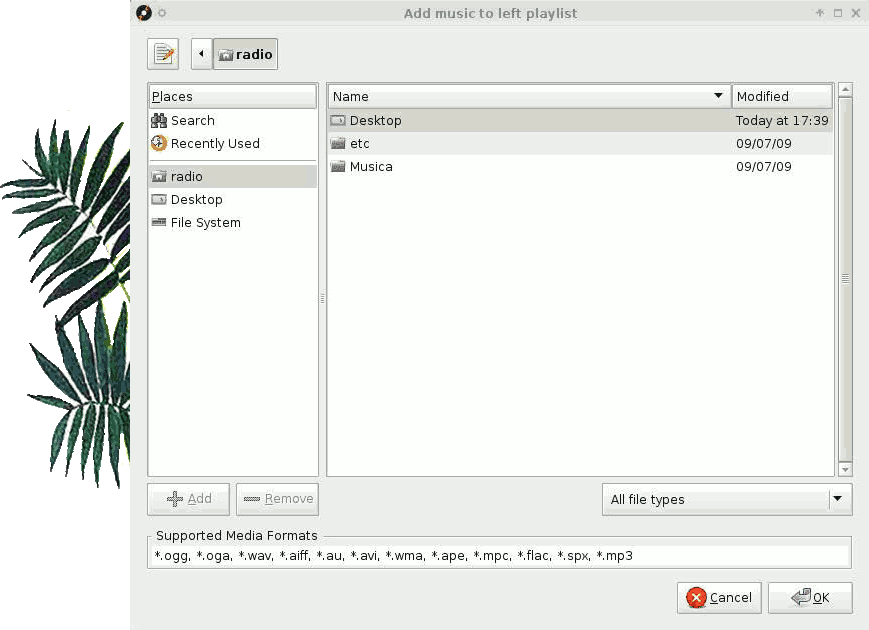 Add music to left playlist
radio
Places
Search
Recently Used
radio
Desktop
File System
Name Modified
Desktop Today at 17:39
etc 09/07/09
Musica 09/07/09
Add Remove All file types
Supported Media Formats
*.ogg, *.oga, *.wav, *.aiff, *.au, *.avi, *.wma, *.ape, *.mpc, *.flac, *.spx, *.mp3
Cancel OK